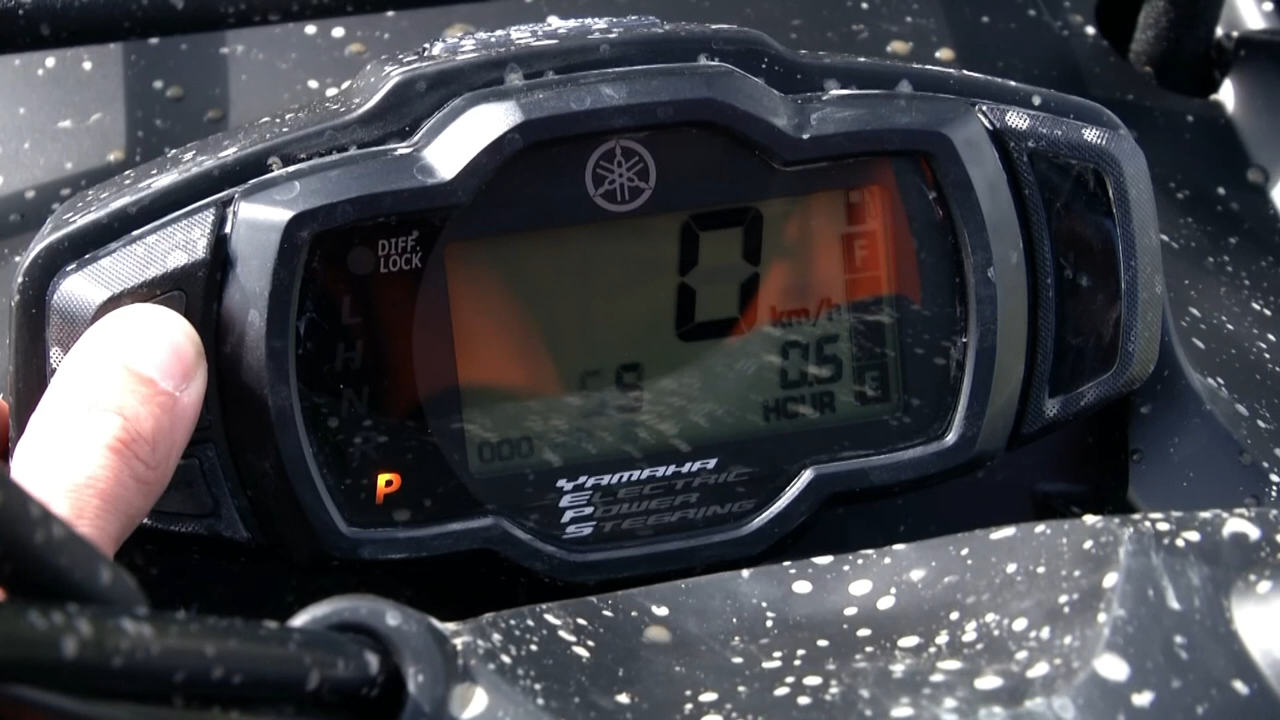 DIFF.
LOCK
L
H
N
R
P
0
km/h
F
E
0.5
HOUR
000
YAMAHA
ELECTRIC
POWER
STEERING